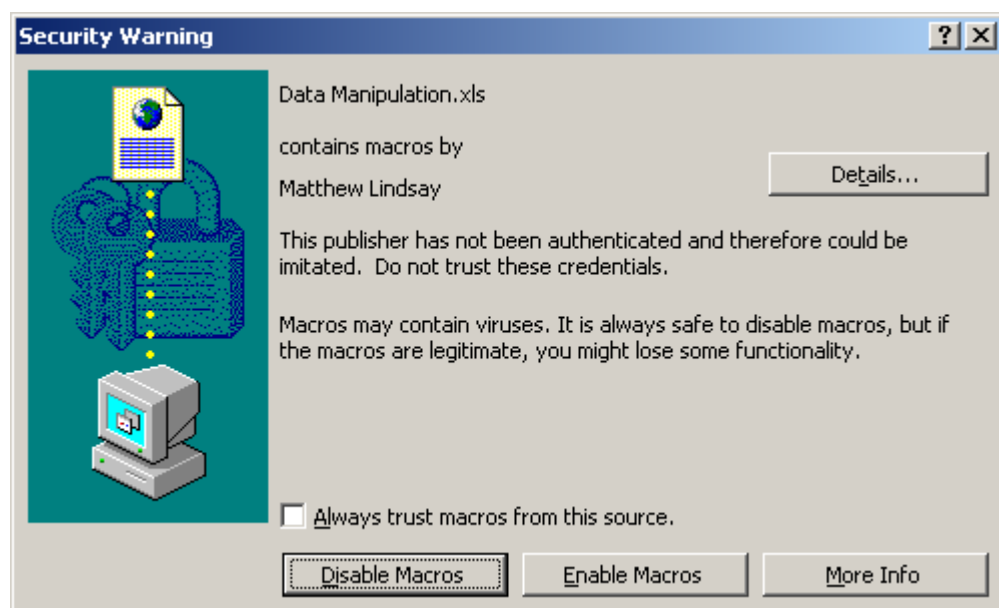 Security Warning
Data Manipulation.xls
contains macros by
Details...
Matthew Lindsay
This publisher has not been authenticated and therefore could be
imitated.  Do not trust these credentials.
Macros may contain viruses. It is always safe to disable macros, but if
the macros are legitimate, you might lose some functionality.
Always trust macros from this source.
Disable Macros
Enable Macros
More Info